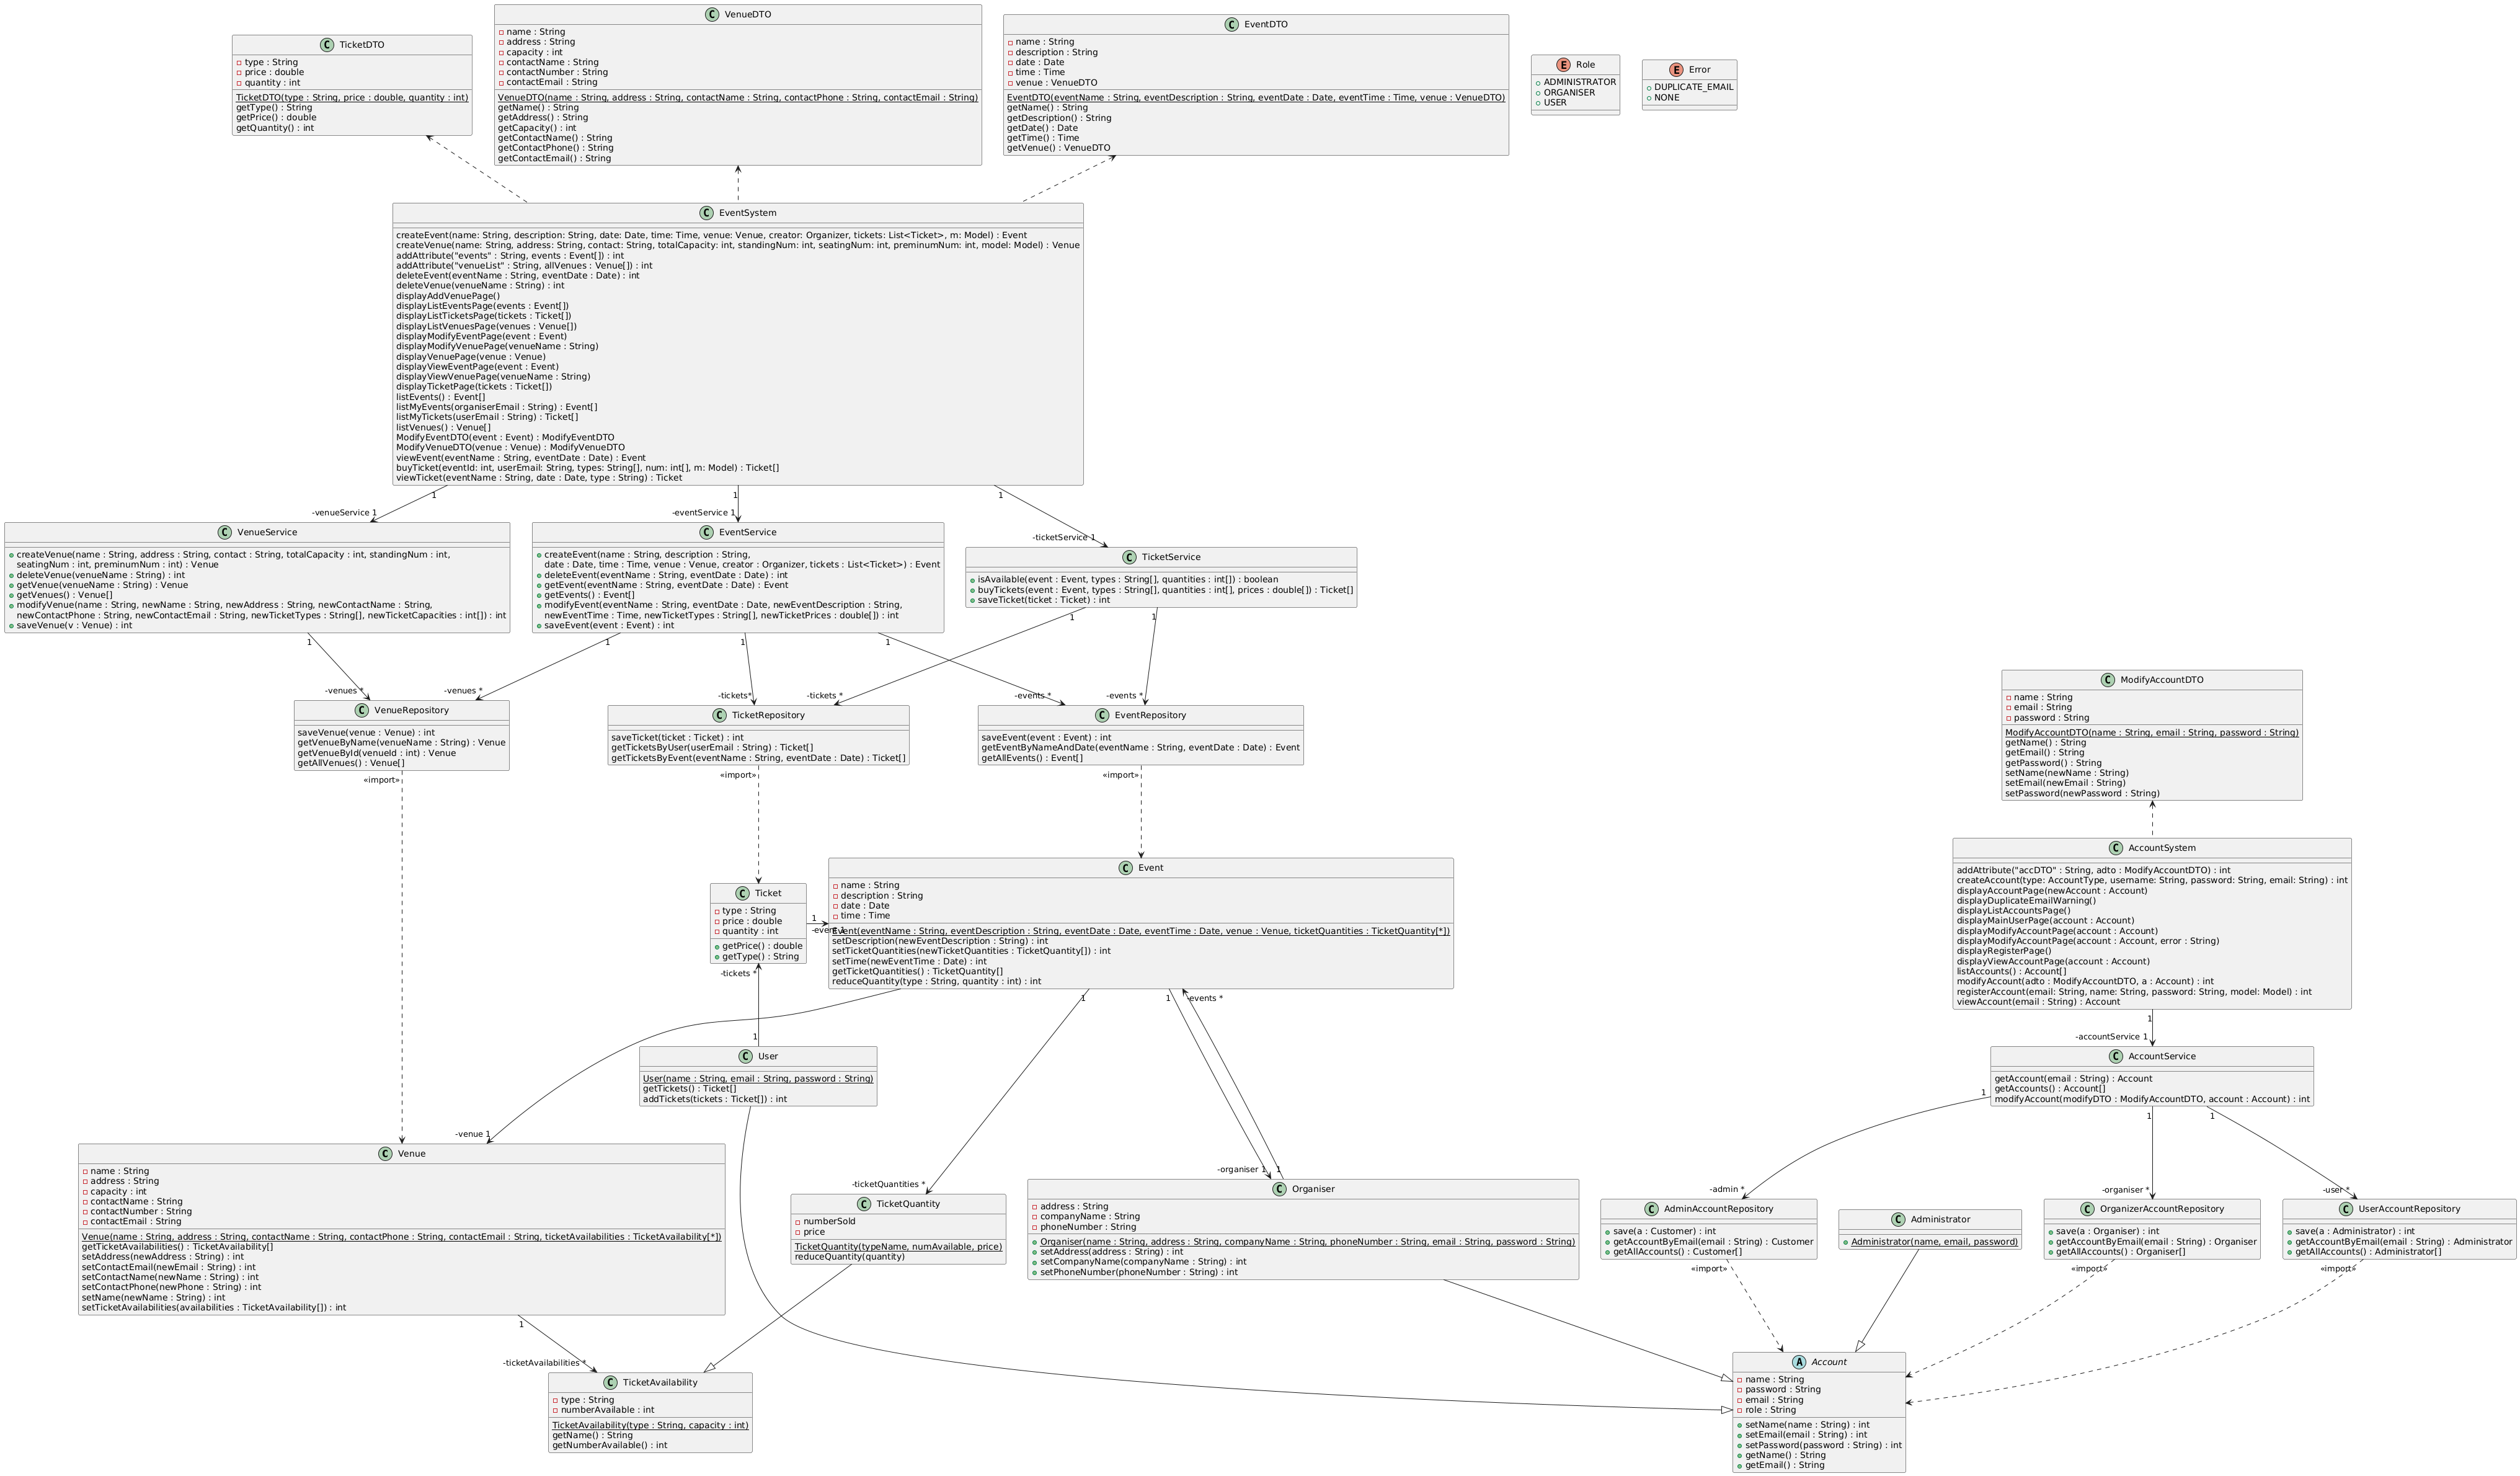 TicketDTO
type : String
price : double
quantity : int
TicketDTO(type : String, price : double, quantity : int)
getType() : String
getPrice() : double
getQuantity() : int
VenueDTO
name : String
address : String
capacity : int
contactName : String
contactNumber : String
contactEmail : String
VenueDTO(name : String, address : String, contactName : String, contactPhone : String, contactEmail : String)
getName() : String
getAddress() : String
getCapacity() : int
getContactName() : String
getContactPhone() : String
getContactEmail() : String
EventDTO
name : String
description : String
date : Date
time : Time
venue : VenueDTO
EventDTO(eventName : String, eventDescription : String, eventDate : Date, eventTime : Time, venue : VenueDTO)
getName() : String
getDescription() : String
getDate() : Date
getTime() : Time
getVenue() : VenueDTO
E Role
ADMINISTRATOR
ORGANISER
USER
E Error
DUPLICATE_EMAIL
NONE
C EventSystem
createEvent(name: String, description: String, date: Date, time: Time, venue: Venue, creator: Organizer, tickets: List<Ticket>, m: Model) : Event
createVenue(name: String, address: String, contact: String, totalCapacity: int, standingNum: int, seatingNum: int, preminumNum: int, model: Model) : Venue
addAttribute("events" : String, events : Event[]) : int
addAttribute("venueList" : String, allVenues : Venue[]) : int
deleteEvent(eventName : String, eventDate : Date) : int
deleteVenue(venueName : String) : int
displayAddVenuePage()
displayListEventsPage(events : Event[])
displayListTicketsPage(tickets : Ticket[])
displayListVenuesPage(venues : Venue[])
displayModifyEventPage(event : Event)
displayModifyVenuePage(venueName : String)
displayVenuePage(venue : Venue)
displayViewEventPage(event : Event)
displayViewVenuePage(venueName : String)
displayTicketPage(tickets : Ticket[])
listEvents() : Event[]
listMyEvents(organiserEmail : String) : Event[]
listMyTickets(userEmail : String) : Ticket[]
listVenues() : Venue[]
ModifyEventDTO(event : Event) : ModifyEventDTO
ModifyVenueDTO(venue : Venue) : ModifyVenueDTO
viewEvent(eventName : String, eventDate : Date) : Event
buyTicket(eventId: int, userEmail: String, types: String[], num: int[], m: Model) : Ticket[]
viewTicket(eventName : String, date : Date, type : String) : Ticket
1
1
1
-venueService 1
-eventService 1
-ticketService 1
C VenueService
createVenue(name : String, address : String, contact : String, totalCapacity : int, standingNum : int,
seatingNum : int, preminumNum : int) : Venue
deleteVenue(venueName : String) : int
getVenue(venueName : String) : Venue
getVenues() : Venue[]
modifyVenue(name : String, newName : String, newAddress : String, newContactName : String,
newContactPhone : String, newContactEmail : String, newTicketTypes : String[], newTicketCapacities : int[]) : int
saveVenue(v : Venue) : int
C EventService
createEvent(name : String, description : String,
date : Date, time : Time, venue : Venue, creator : Organizer, tickets : List<Ticket>) : Event
deleteEvent(eventName : String, eventDate : Date) : int
getEvent(eventName : String, eventDate : Date) : Event
getEvents() : Event[]
modifyEvent(eventName : String, eventDate : Date, newEventDescription : String,
newEventTime : Time, newTicketTypes : String[], newTicketPrices : double[]) : int
saveEvent(event : Event) : int
C TicketService
isAvailable(event : Event, types : String[], quantities : int[]) : boolean
buyTickets(event : Event, types : String[], quantities : int[], prices : double[]) : Ticket[]
saveTicket(ticket : Ticket) : int
1
1
1
1
1
1
-venues *
-venues *
-tickets*
-tickets *
-events *
-events *
C VenueRepository
saveVenue(venue : Venue) : int
getVenueByName(venueName : String) : Venue
getVenueById(venueId : int) : Venue
getAllVenues() : Venue[]
«import»
C TicketRepository
saveTicket(ticket : Ticket) : int
getTicketsByUser(userEmail : String) : Ticket[]
getTicketsByEvent(eventName : String, eventDate : Date) : Ticket[]
«import»
C EventRepository
saveEvent(event : Event) : int
getEventByNameAndDate(eventName : String, eventDate : Date) : Event
getAllEvents() : Event[]
«import»
C ModifyAccountDTO
name : String
email : String
password : String
ModifyAccountDTO(name : String, email : String, password : String)
getName() : String
getEmail() : String
getPassword() : String
setName(newName : String)
setEmail(newEmail : String)
setPassword(newPassword : String)
C AccountSystem
addAttribute("accDTO" : String, adto : ModifyAccountDTO) : int
createAccount(type: AccountType, username: String, password: String, email: String) : int
displayAccountPage(newAccount : Account)
displayDuplicateEmailWarning()
displayListAccountsPage()
displayMainUserPage(account : Account)
displayModifyAccountPage(account : Account)
displayModifyAccountPage(account : Account, error : String)
displayRegisterPage()
displayViewAccountPage(account : Account)
listAccounts() : Account[]
modifyAccount(adto : ModifyAccountDTO, a : Account) : int
registerAccount(email: String, name: String, password: String, model: Model) : int
viewAccount(email : String) : Account
1
-accountService 1
C Ticket
type : String
price : double
quantity : int
getPrice() : double
getType() : String
1
-event 1
-tickets *
C Event
name : String
description : String
date : Date
time : Time
Event(eventName : String, eventDescription : String, eventDate : Date, eventTime : Date, venue : Venue, ticketQuantities : TicketQuantity[*])
setDescription(newEventDescription : String) : int
setTicketQuantities(newTicketQuantities : TicketQuantity[]) : int
setTime(newEventTime : Date) : int
getTicketQuantities() : TicketQuantity[]
reduceQuantity(type : String, quantity : int) : int
1
1
-events *
1
C User
User(name : String, email : String, password : String)
getTickets() : Ticket[]
addTickets(tickets : Ticket[]) : int
C AccountService
getAccount(email : String) : Account
getAccounts() : Account[]
modifyAccount(modifyDTO : ModifyAccountDTO, account : Account) : int
1
1
1
-venue 1
-ticketQuantities *
-organiser 1
1
-admin *
-organiser *
-user *
C Venue
name : String
address : String
capacity : int
contactName : String
contactNumber : String
contactEmail : String
Venue(name : String, address : String, contactName : String, contactPhone : String, contactEmail : String, ticketAvailabilities : TicketAvailability[*])
getTicketAvailabilities() : TicketAvailability[]
setAddress(newAddress : String) : int
setContactEmail(newEmail : String) : int
setContactName(newName : String) : int
setContactPhone(newPhone : String) : int
setName(newName : String) : int
setTicketAvailabilities(availabilities : TicketAvailability[]) : int
1
C TicketQuantity
numberSold
price
TicketQuantity(typeName, numAvailable, price)
reduceQuantity(quantity)
C Organiser
address : String
companyName : String
phoneNumber : String
Organiser(name : String, address : String, companyName : String, phoneNumber : String, email : String, password : String)
setAddress(address : String) : int
setCompanyName(companyName : String) : int
setPhoneNumber(phoneNumber : String) : int
C AdminAccountRepository
save(a : Customer) : int
getAccountByEmail(email : String) : Customer
getAllAccounts() : Customer[]
«import»
C Administrator
Administrator(name, email, password)
C OrganizerAccountRepository
save(a : Organiser) : int
getAccountByEmail(email : String) : Organiser
getAllAccounts() : Organiser[]
«import»
C UserAccountRepository
save(a : Administrator) : int
getAccountByEmail(email : String) : Administrator
getAllAccounts() : Administrator[]
«import»
-ticketAvailabilities *
C TicketAvailability
type : String
numberAvailable : int
TicketAvailability(type : String, capacity : int)
getName() : String
getNumberAvailable() : int
A Account
name : String
password : String
email : String
role : String
setName(name : String) : int
setEmail(email : String) : int
setPassword(password : String) : int
getName() : String
getEmail() : String